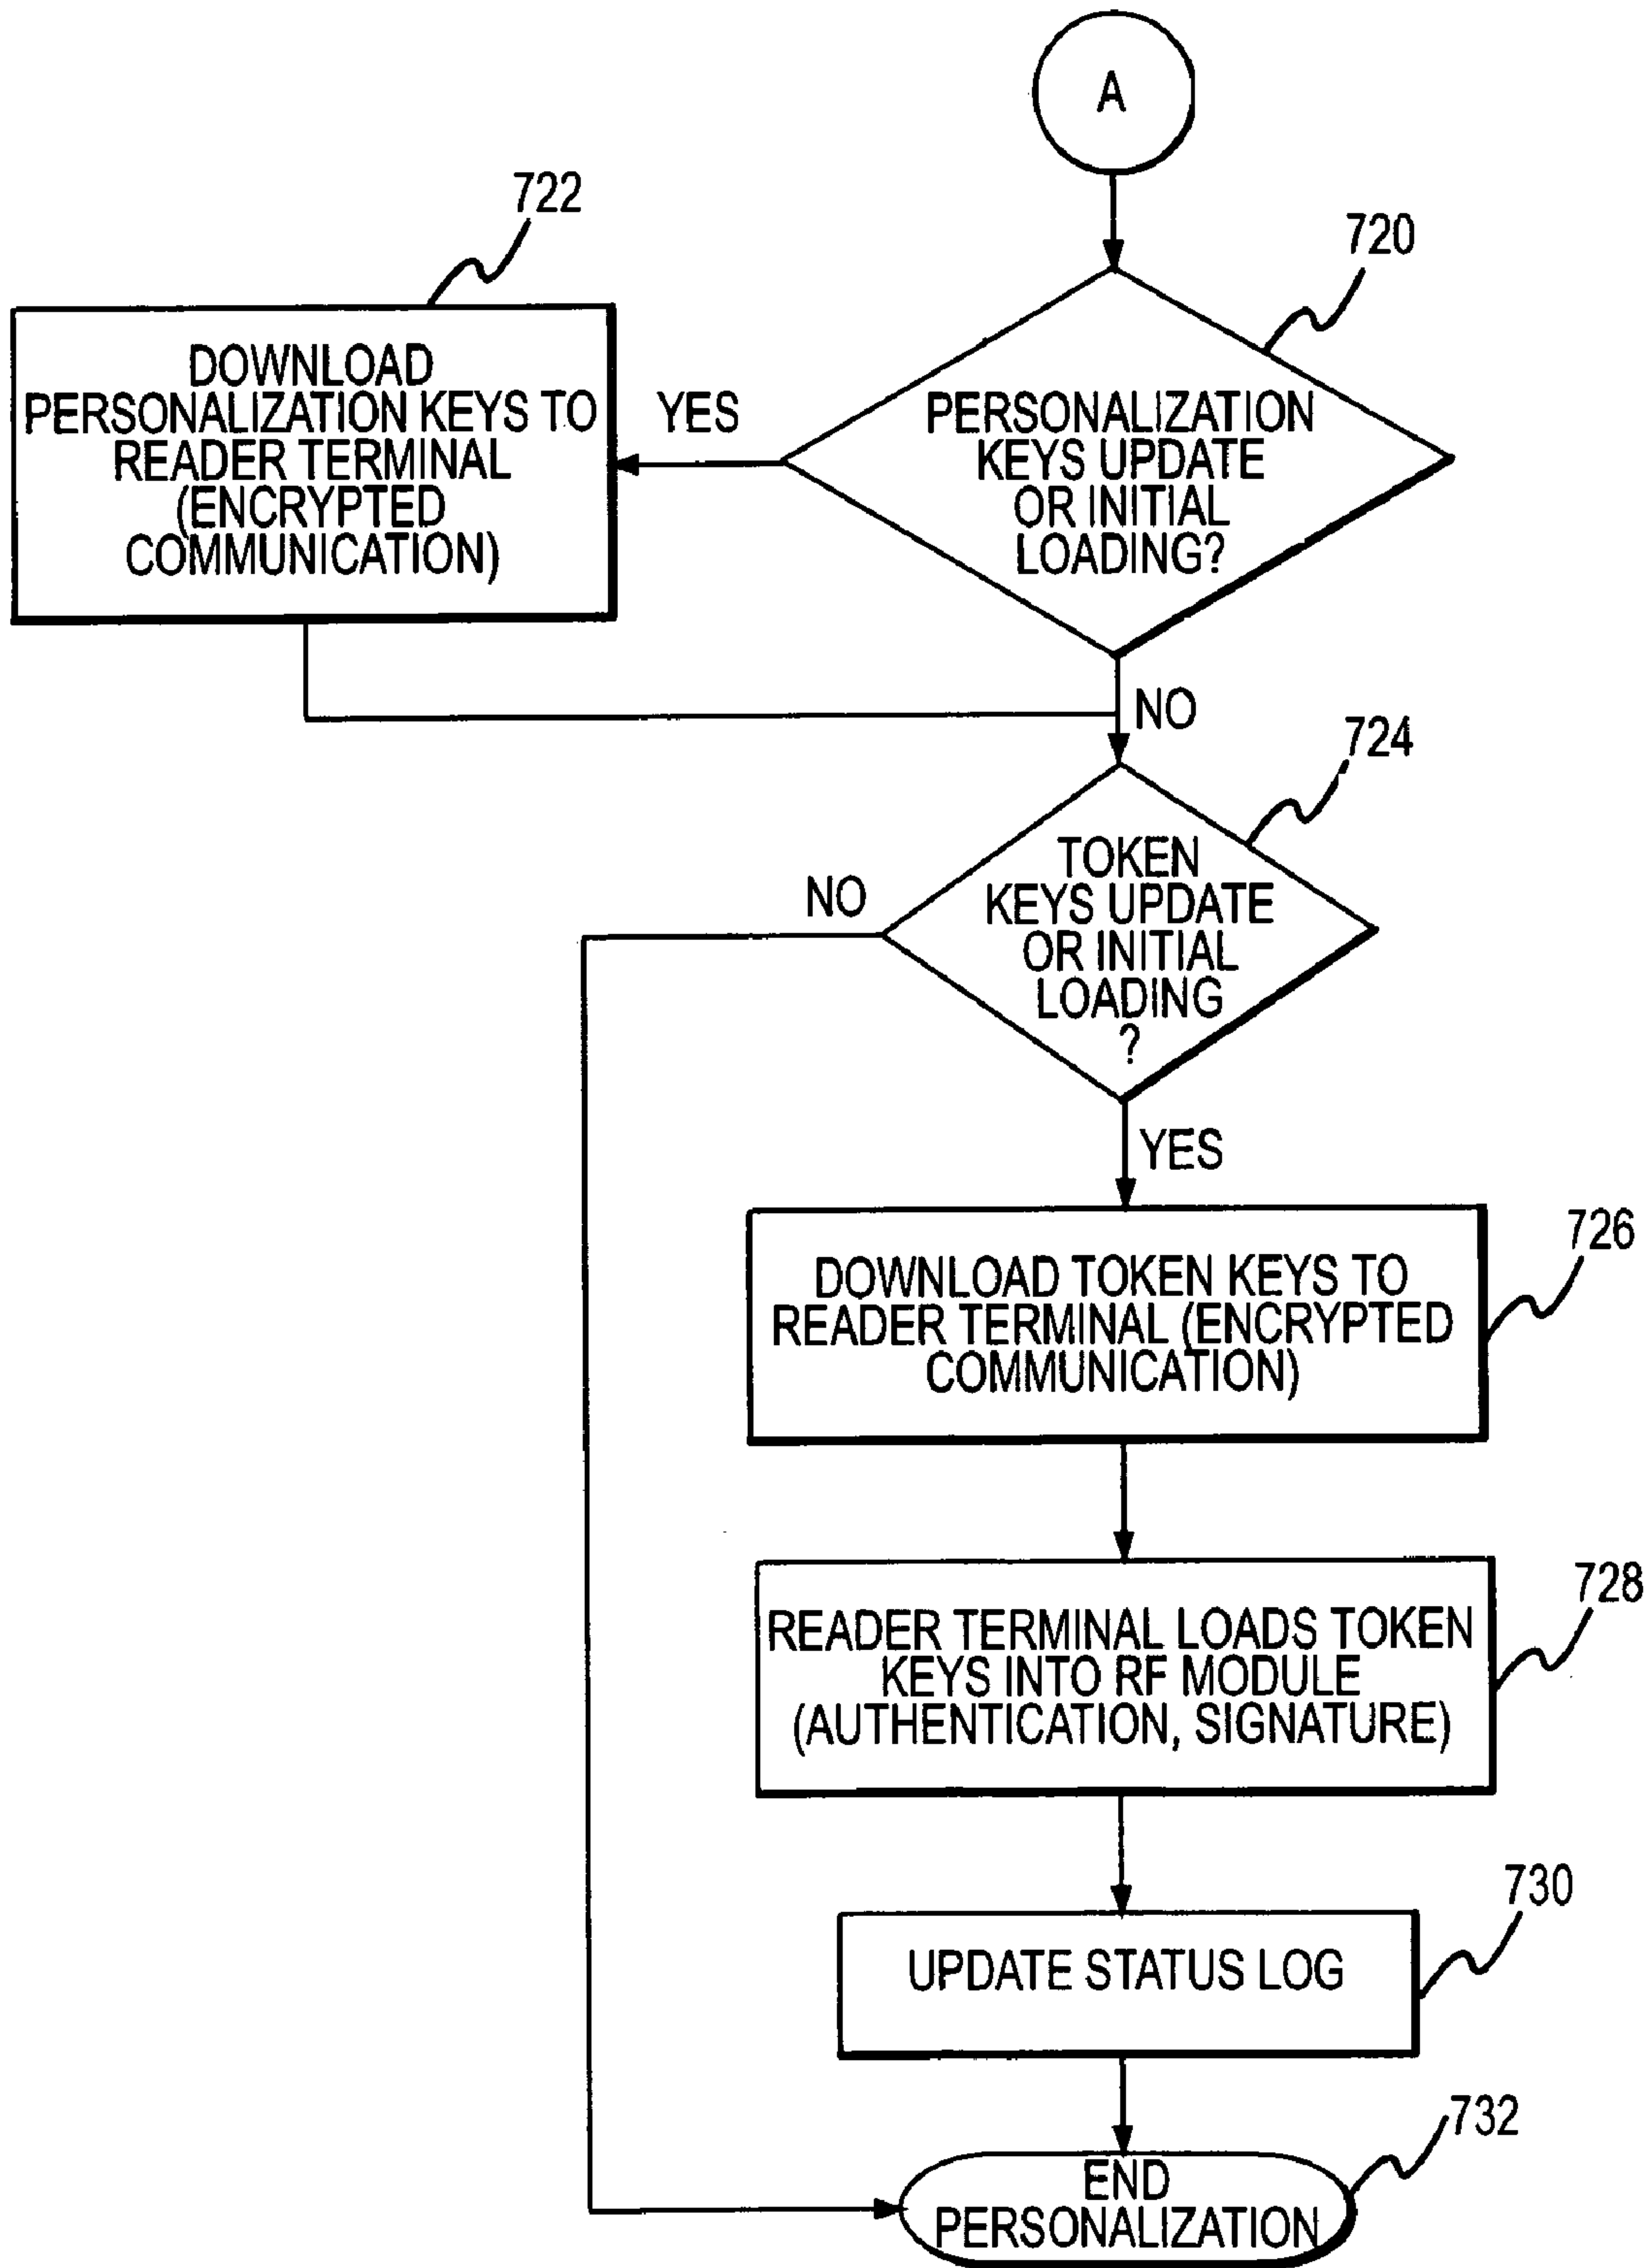 A
722
720
DOWNLOAD
PERSONALIZATION KEYS TO
READER TERMINAL
(ENCRYPTED
COMMUNICATION)
YES
PERSONALIZATION
KEYS UPDATE
OR INITIAL
LOADING?
NO
724
NO
TOKEN
KEYS UPDATE
OR INITIAL
LOADING
?
YES
726
DOWNLOAD TOKEN KEYS TO
READER TERMINAL (ENCRYPTED
COMMUNICATION)
728
READER TERMINAL LOADS TOKEN
KEYS INTO RF MODULE
(AUTHENTICATION, SIGNATURE)
730
UPDATE STATUS LOG
732
END
PERSONALIZATION